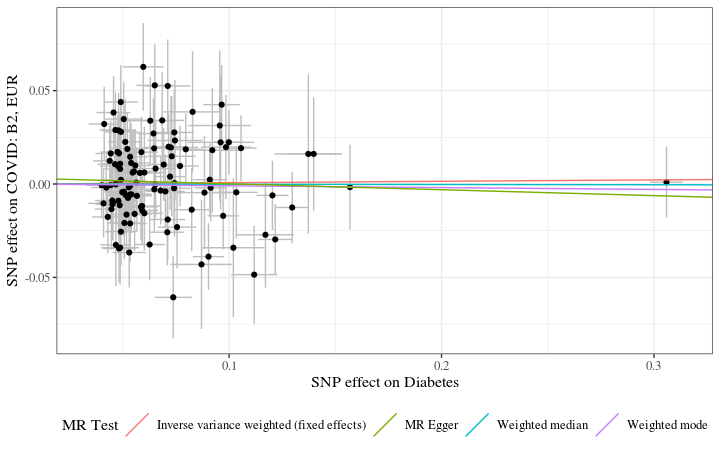 SNP effect on COVID: B2, EUR
0.05
0.00
-0.05
0.1
0.2
0.3
SNP effect on Diabetes
MR Test
Inverse variance weighted (fixed effects)
MR Egger
Weighted median
Weighted mode